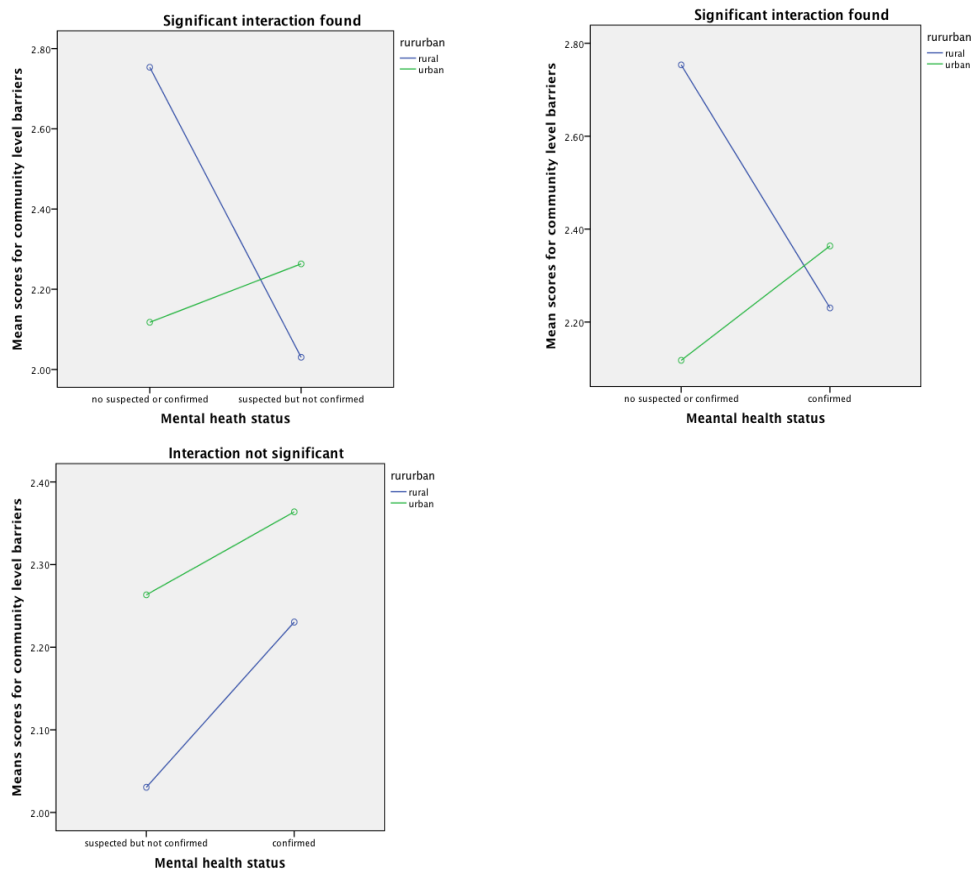 Significant interaction found
Mean scores for community level barriers
2.80
2.60
2.40
2.20
2.00
no suspected or confirmed
suspected but not confirmed
Mental heath status
rururban
rural
urban
Significant interaction found
Mean scores for community level barriers
2.80
2.60
2.40
2.20
no suspected or confirmed
confirmed
Meantal health status
rururban
rural
urban
Interaction not significant
Means scores for community level barriers
2.40
2.30
2.20
2.10
2.00
suspected but not confirmed
confirmed
Mental health status
rururban
rural
urban